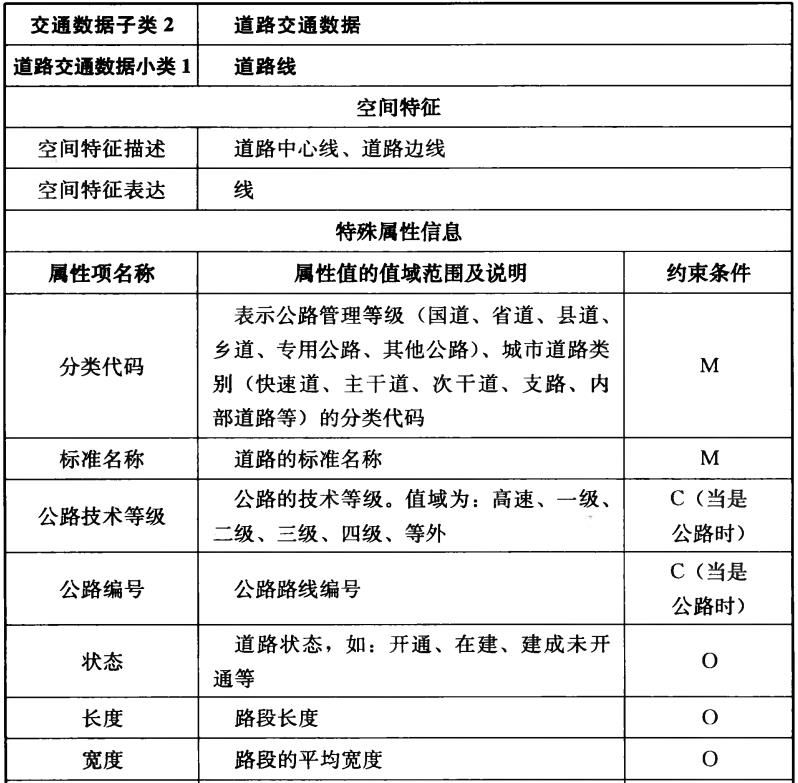 交通数据子类 2 道路交通数据
道路交通数据小类 1 道路线
空间特征
空间特征描述 道路中心线、道路边线
空间特征表达 线
特殊属性信息
属性项名称 属性值的值域范围及说明 约束条件
分类代码
表示公路管理等级（国道、省道、县道、
乡道、专用公路、其他公路）、城市道路类
别（快速道、主干道、次干道、支路、内
部道路等）的分类代码
M
标准名称 道路的标准名称 M
公路技术等级
公路的技术等级。值域为：高速、一级、
二级、三级、四级、等外
C（当是
公路时）
公路编号 公路路线编号
C（当是
公路时）
状态
道路状态，如：开通、在建、建成未开
通等
O
长度 路段长度 O
宽度 路段的平均宽度 O